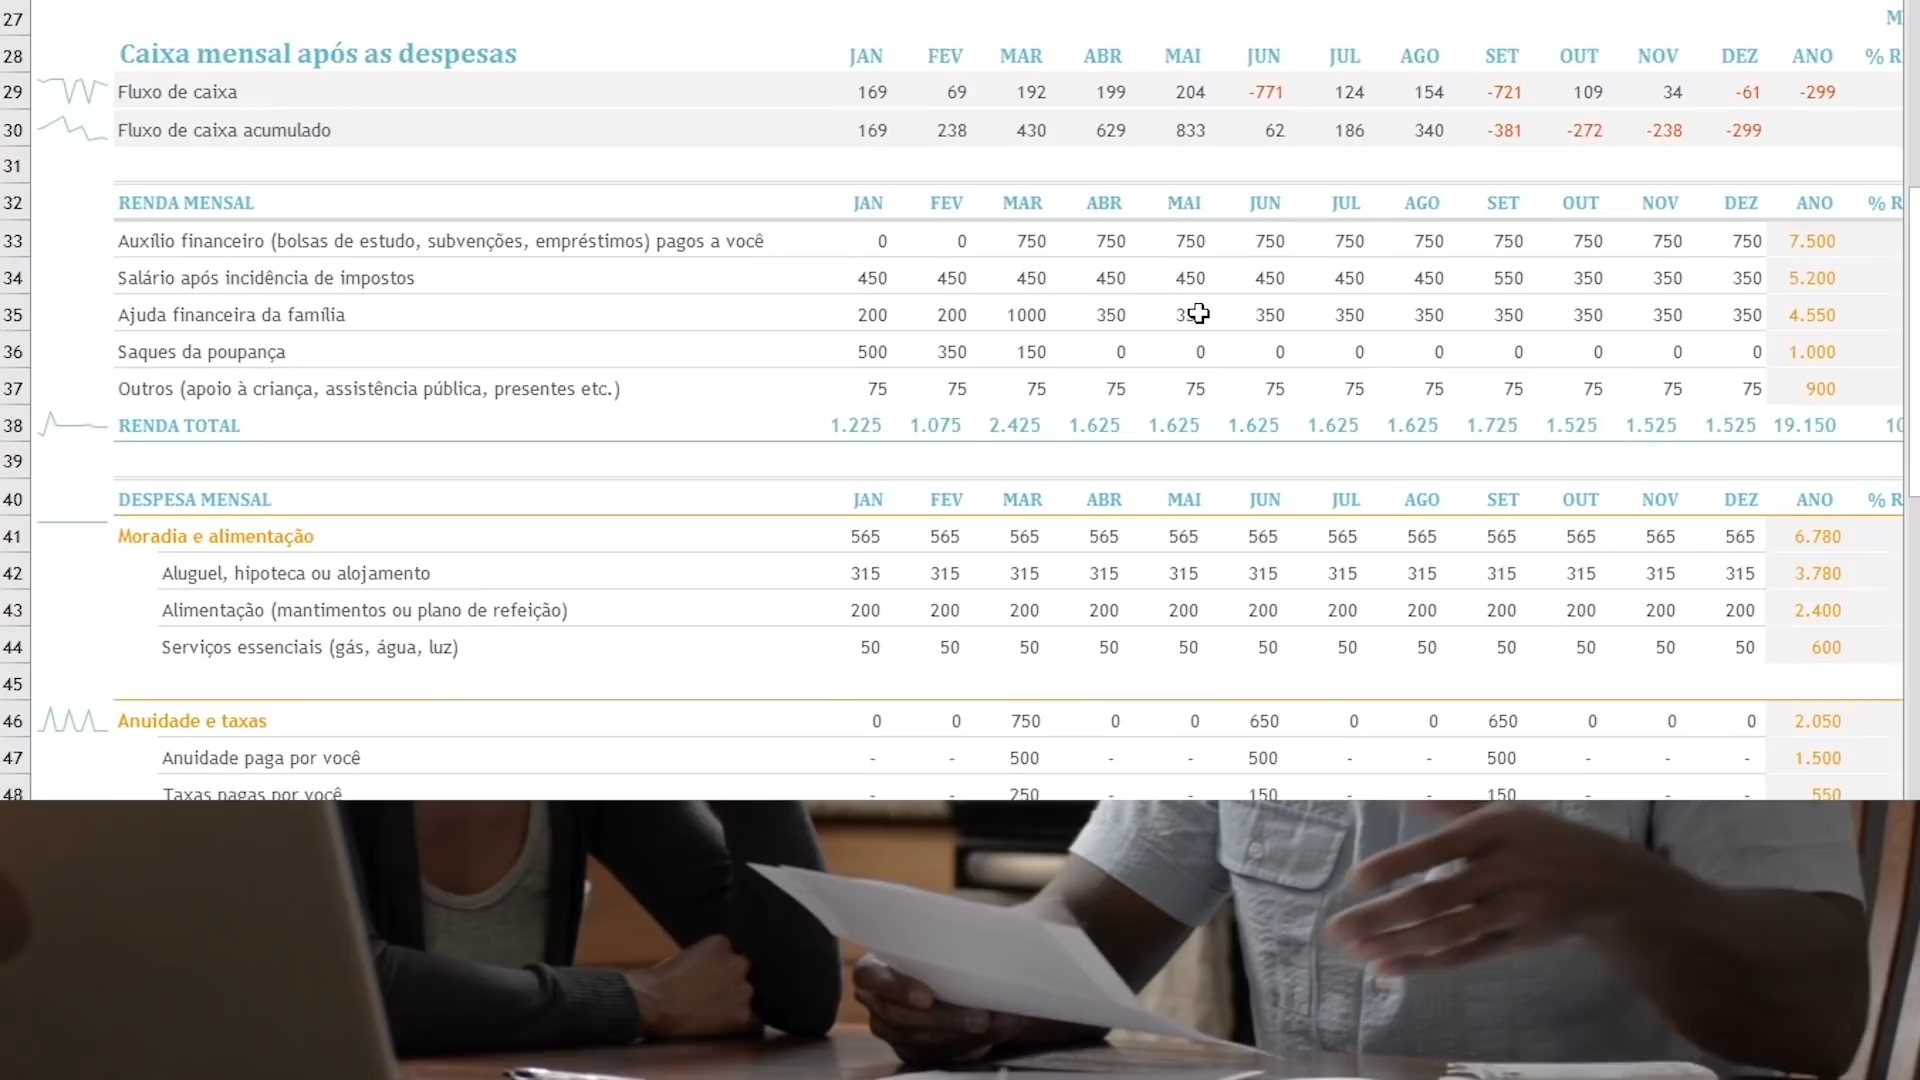 27 M
28 Caixa mensal após as despesas JAN FEV MAR ABR MAI JUN JUL AGO SET OUT NOV DEZ ANO % R
29 Fluxo de caixa 169 69 192 199 204 -771 124 154 -721 109 34 -61 -299
30 Fluxo de caixa acumulado 169 238 430 629 833 62 186 340 -381 -272 -238 -299
31
32 RENDA MENSAL JAN FEV MAR ABR MAI JUN JUL AGO SET OUT NOV DEZ ANO % R
33 Auxílio financeiro (bolsas de estudo, subvenções, empréstimos) pagos a você 0 0 750 750 750 750 750 750 750 750 750 750 7.500
34 Salário após incidência de impostos 450 450 450 450 450 450 450 450 550 350 350 350 5.200
35 Ajuda financeira da família 200 200 1000 350 350 350 350 350 350 350 350 4.550
36 Saques da poupança 500 350 150 0 0 0 0 0 0 0 0 0 1.000
37 Outros (apoio à criança, assistência pública, presentes etc.) 75 75 75 75 75 75 75 75 75 75 75 75 900
38 RENDA TOTAL 1.225 1.075 2.425 1.625 1.625 1.625 1.625 1.625 1.725 1.525 1.525 1.525 19.150 10
39
40 DESPESA MENSAL JAN FEV MAR ABR MAI JUN JUL AGO SET OUT NOV DEZ ANO % R
41 Moradia e alimentação 565 565 565 565 565 565 565 565 565 565 565 565 6.780
42 Aluguel, hipoteca ou alojamento 315 315 315 315 315 315 315 315 315 315 315 315 3.780
43 Alimentação (mantimentos ou plano de refeição) 200 200 200 200 200 200 200 200 200 200 200 200 2.400
44 Serviços essenciais (gás, água, luz) 50 50 50 50 50 50 50 50 50 50 50 50 600
45
46 Anuidade e taxas 0 0 750 0 0 650 0 0 650 0 0 0 2.050
47 Anuidade paga por você - - 500 - - 500 - - 500 - - - 1.500
48 Taxas pagas por você - - 250 - - 150 - - 150 - - - 550